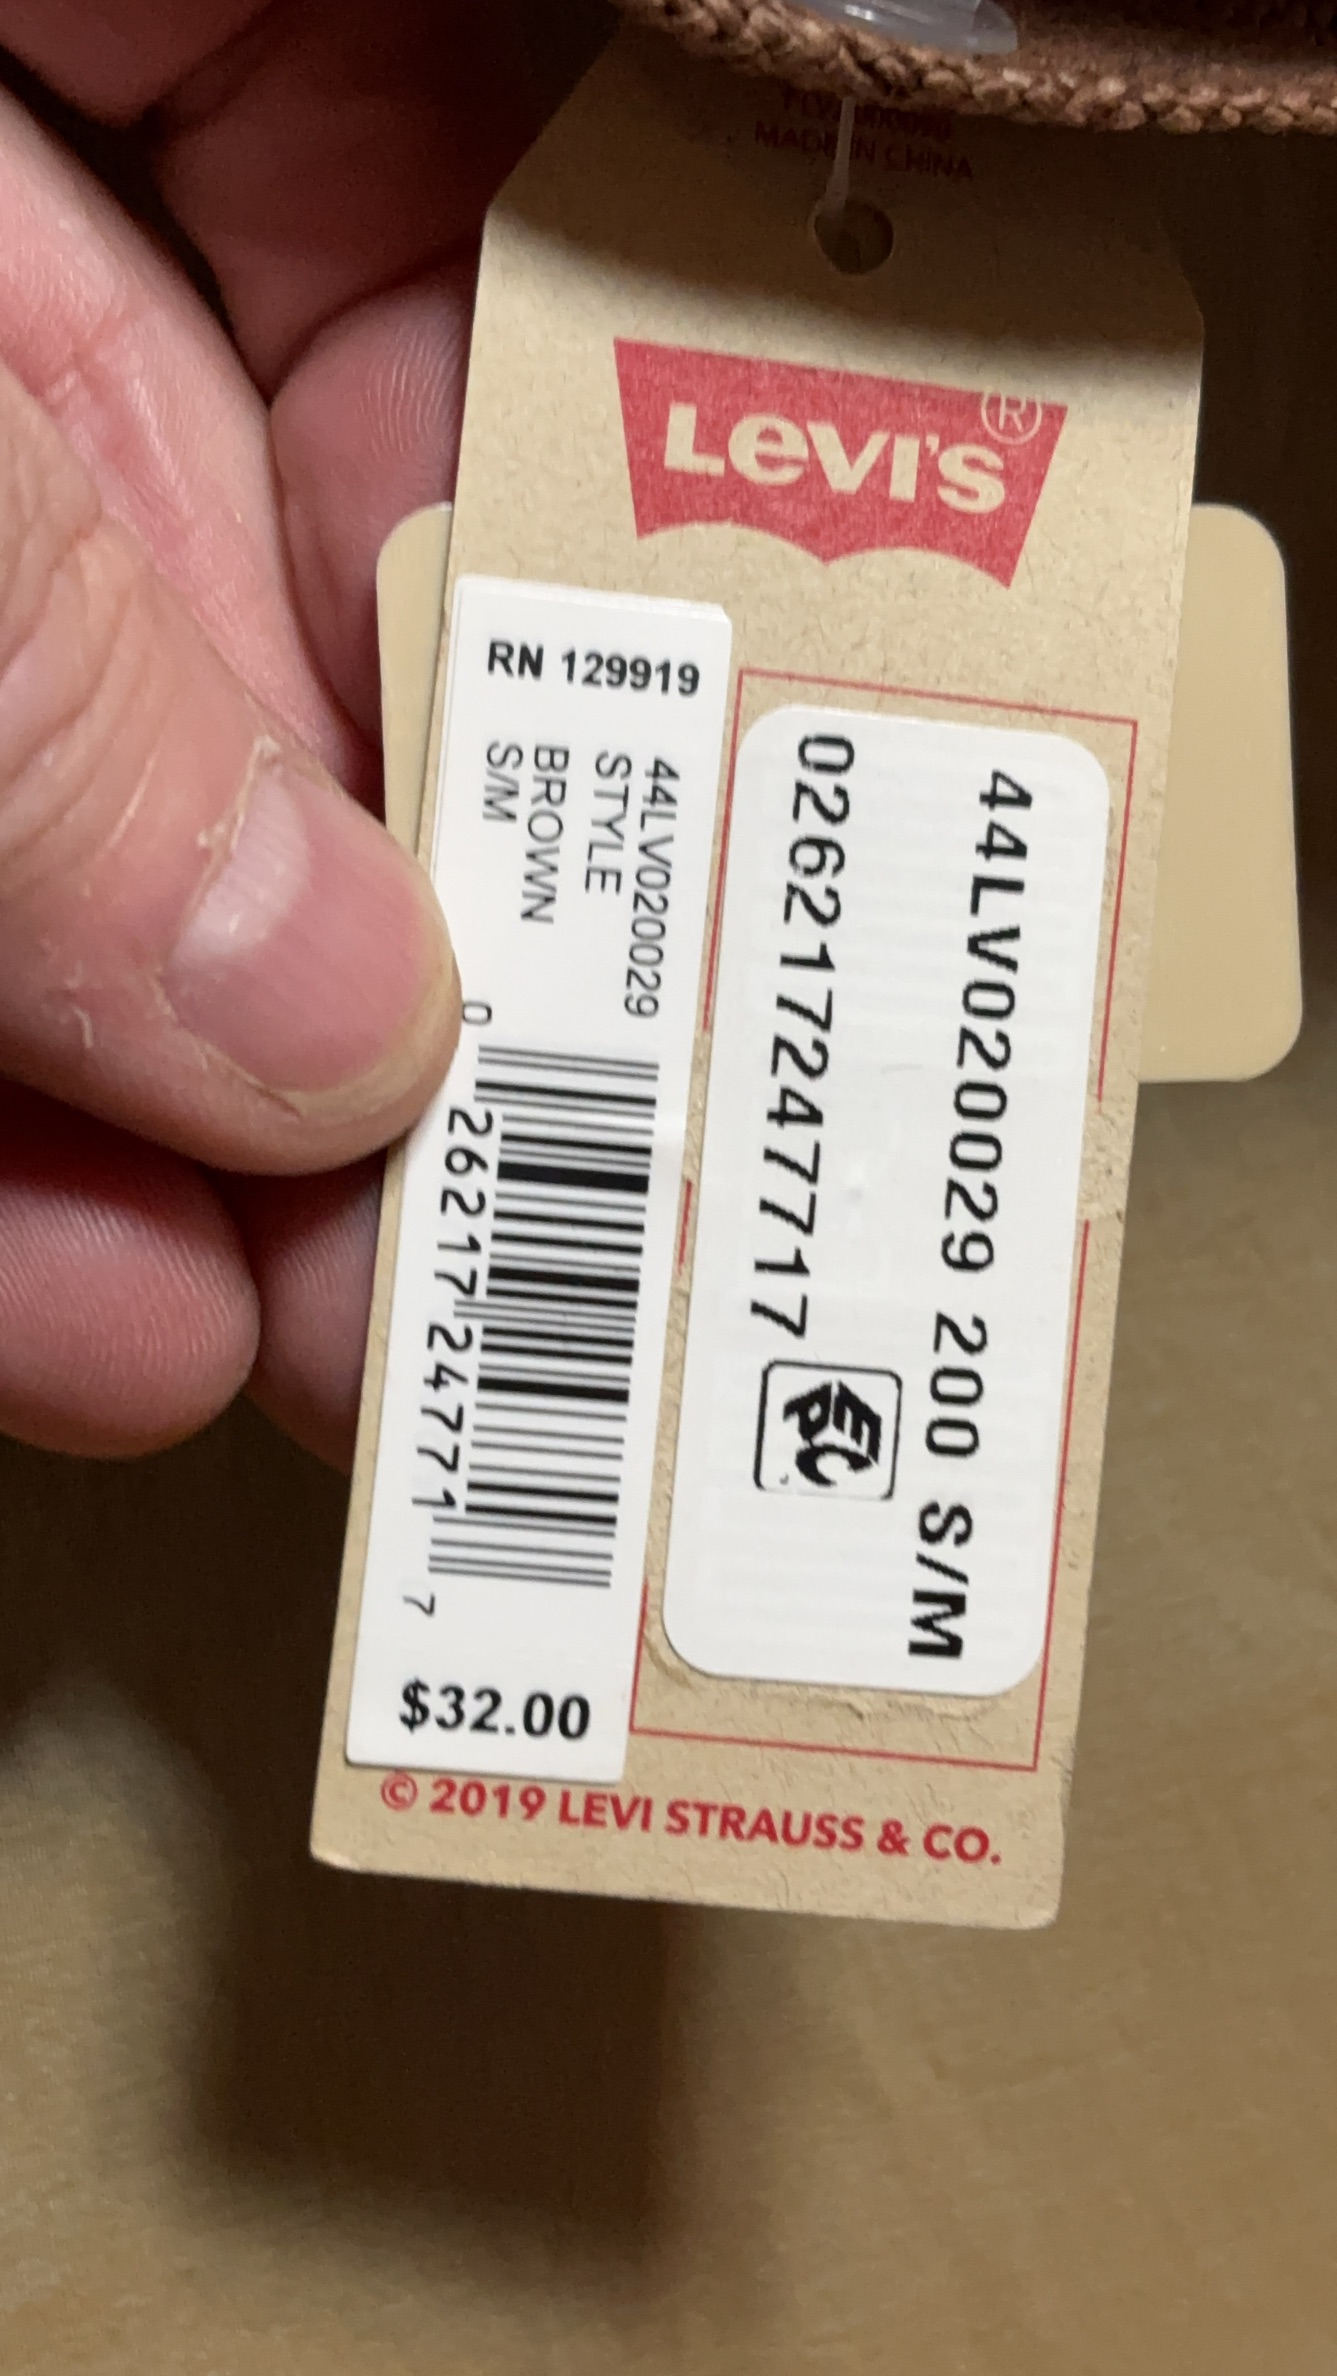 MADE IN CHINA
LEVI'S®
RN 129919
44LV020029
STYLE
BROWN
S/M
0 26217 24771 7
$32.00
44LV020029 200 S/M
026217247717
EPC
© 2019 LEVI STRAUSS & CO.